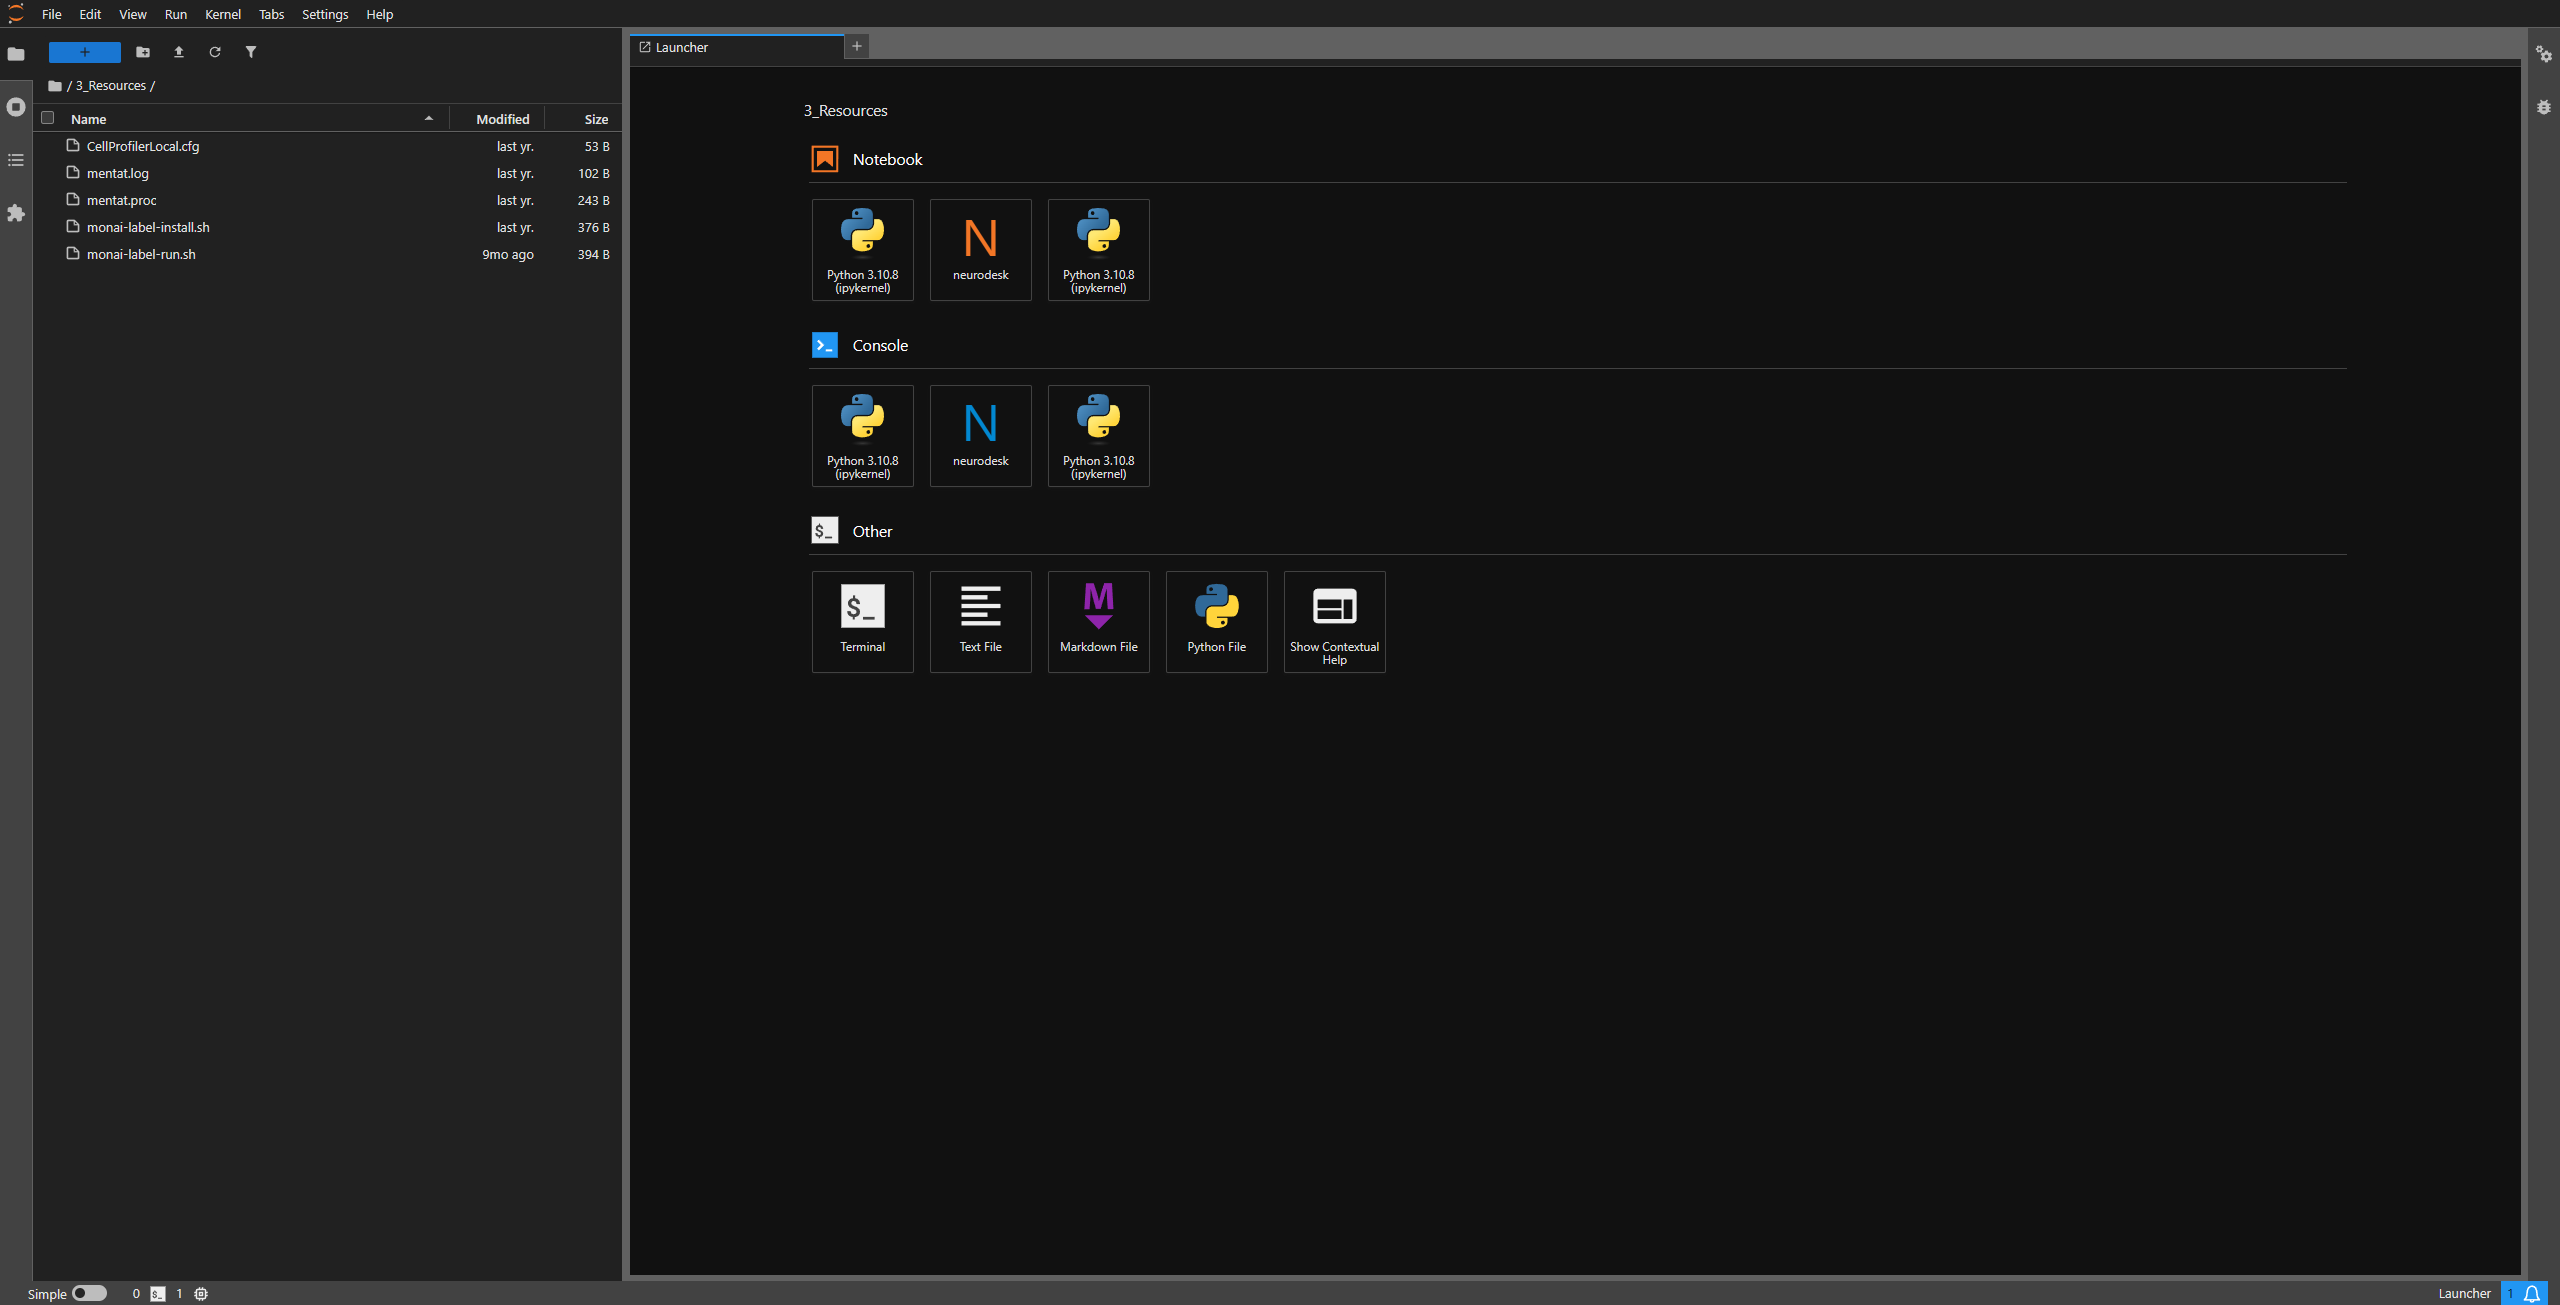 File Edit View Run Kernel Tabs Settings Help
Launcher
/ 3_Resources /
Name Modified Size
CellProfilerLocal.cfg last yr. 53 B
mentat.log last yr. 102 B
mentat.proc last yr. 243 B
monai-label-install.sh last yr. 376 B
monai-label-run.sh 9mo ago 394 B
3_Resources
Notebook
N
Python 3.10.8 neurodesk Python 3.10.8
(ipykernel) (ipykernel)
Console
N
Python 3.10.8 neurodesk Python 3.10.8
(ipykernel) (ipykernel)
$_ Other
$_ M
Terminal Text File Markdown File Python File Show Contextual
Help
Simple 0 $_ 1 Launcher 1